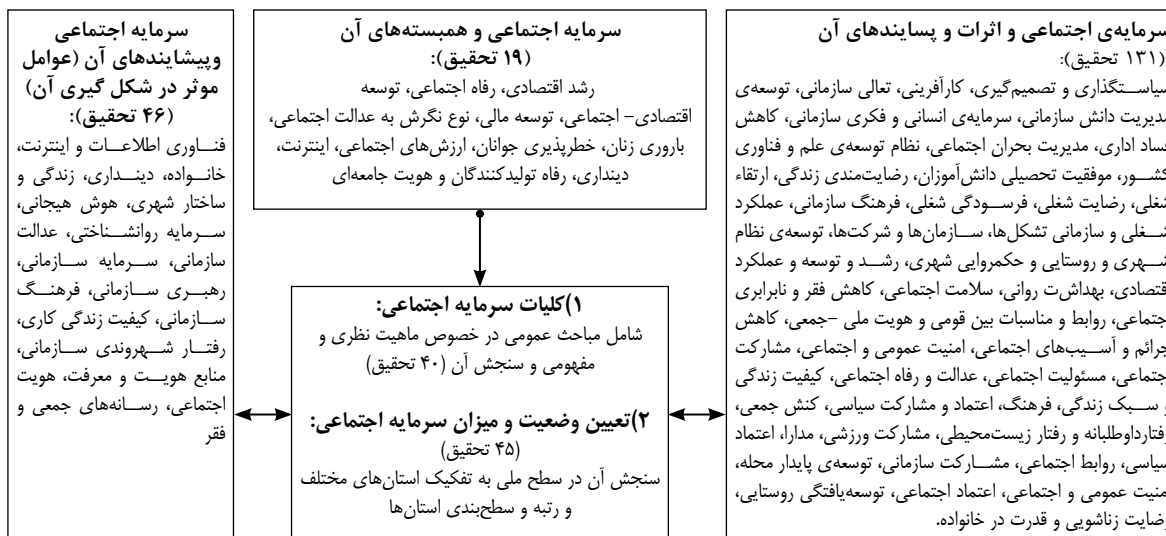 سرمایه‌ی اجتماعی و اثرات و پسایندهای آن
(۱۳۱ تحقیق):
سیاستگذاری و تصمیم‌گیری، کارآفرینی، تعالی سازمانی، توسعه‌ی
مدیریت دانش سازمانی، سرمایه‌ی انسانی و فکری سازمانی، کاهش
فساد اداری، مدیریت بحران اجتماعی، نظام توسعه‌ی علم و فناوری
کشور، موفقیت تحصیلی دانش‌آموزان، رضایت‌مندی زندگی، ارتقاء
شغلی، رضایت شغلی، فرسودگی شغلی، فرهنگ سازمانی، عملکرد
شغلی و سازمانی تشکل‌ها، سازمان‌ها و شرکت‌ها، توسعه‌ی نظام
شهری و روستایی و حکمروایی شهری، رشد و توسعه و عملکرد
اقتصادی، بهداش‌ت روانی، سلامت اجتماعی، کاهش فقر و نابرابری
اجتماعی، روابط و مناسبات بین قومی و هویت ملی –جمعی، کاهش
جرائم و آسیب‌های اجتماعی، امنیت عمومی و اجتماعی، مشارکت
اجتماعی، مسئولیت اجتماعی، عدالت و رفاه اجتماعی، کیفیت زندگی
و سبک زندگی، فرهنگ، اعتماد و مشارکت سیاسی، کنش جمعی،
رفتارداوطلبانه و رفتار زیست‌محیطی، مشارکت ورزشی، مدارا، اعتماد
سیاسی، روابط اجتماعی، مشارکت سازمانی، توسعه‌ی پایدار محله،
امنیت عمومی و اجتماعی، اعتماد اجتماعی، توسعه‌یافتگی روستایی،
رضایت زناشویی و قدرت در خانواده.
سرمایه اجتماعی و همبسته‌های آن
(۱۹ تحقیق):
رشد اقتصادی، رفاه اجتماعی، توسعه
اقتصادی- اجتماعی، توسعه مالی، نوع نگرش به عدالت اجتماعی،
باروری زنان، خطرپذیری جوانان، ارزش‌های اجتماعی، اینترنت،
دینداری، رفاه تولیدکنندگان و هویت جامعه‌ای
۱)کلیات سرمایه اجتماعی:
شامل مباحث عمومی در خصوص ماهیت نظری و
مفهومی و سنجش آن (۴۰ تحقیق)
۲)تعیین وضعیت و میزان سرمایه اجتماعی:
(۴۵ تحقیق)
سنجش آن در سطح ملی به تفکیک استان‌های مختلف
و رتبه و سطح‌بندی استان‌ها
سرمایه اجتماعی
وپیشایندهای آن (عوامل
موثر در شکل گیری آن)
(۴۶ تحقیق):
فناوری اطلاعات و اینترنت،
خانواده، دینداری، زندگی و
ساختار شهری، هوش هیجانی،
سرمایه روانشناختی، عدالت
سازمانی، سرمایه سازمانی،
رهبری سازمانی، فرهنگ
سازمانی، کیفیت زندگی کاری،
رفتار شهروندی سازمانی،
منابع هویت و معرفت، هویت
اجتماعی، رسانه‌های جمعی و
فقر